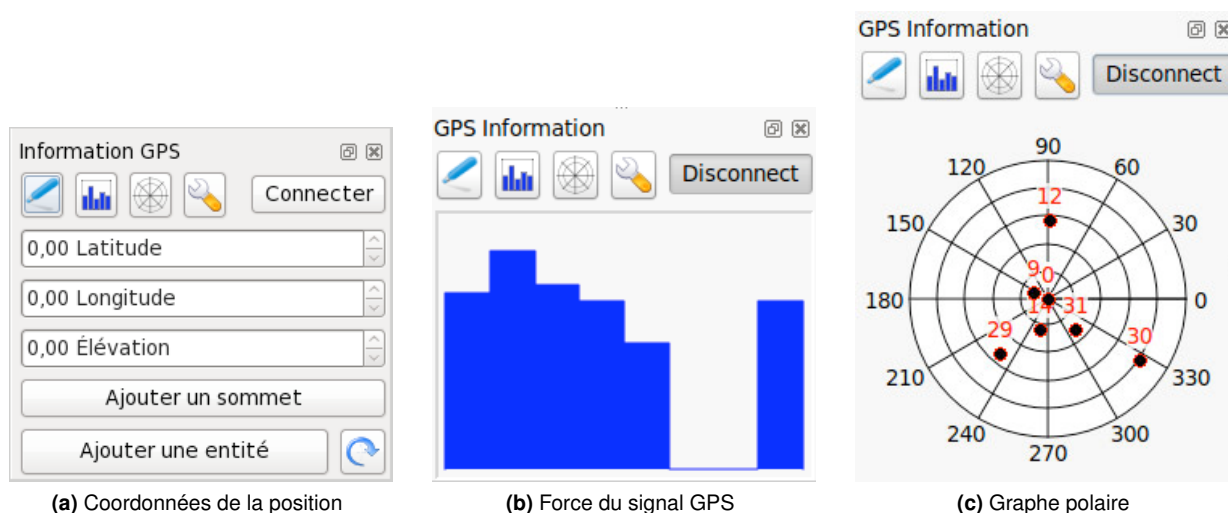 Information GPS
Connecter
0,00 Latitude
0,00 Longitude
0,00 Élévation
Ajouter un sommet
Ajouter une entité
(a) Coordonnées de la position
...
GPS Information
Disconnect
(b) Force du signal GPS
GPS Information
Disconnect
90
120
60
12
150
30
9
0
180
0
14
31
29
30
210
330
240
300
270
(c) Graphe polaire